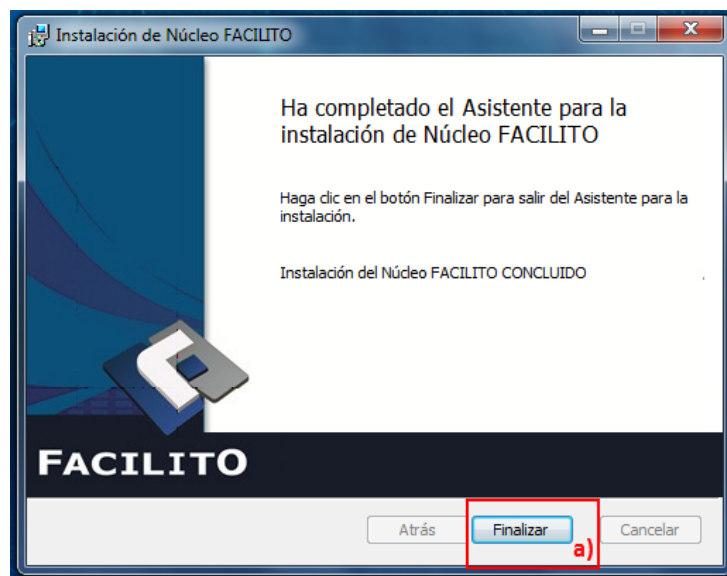 Instalación de Núcleo FACILITO
Ha completado el Asistente para la
instalación de Núcleo FACILITO
Haga clic en el botón Finalizar para salir del Asistente para la
instalación.
Instalación del Núcleo FACILITO CONCLUIDO .
FACILITO
Atrás Finalizar Cancelar
a)